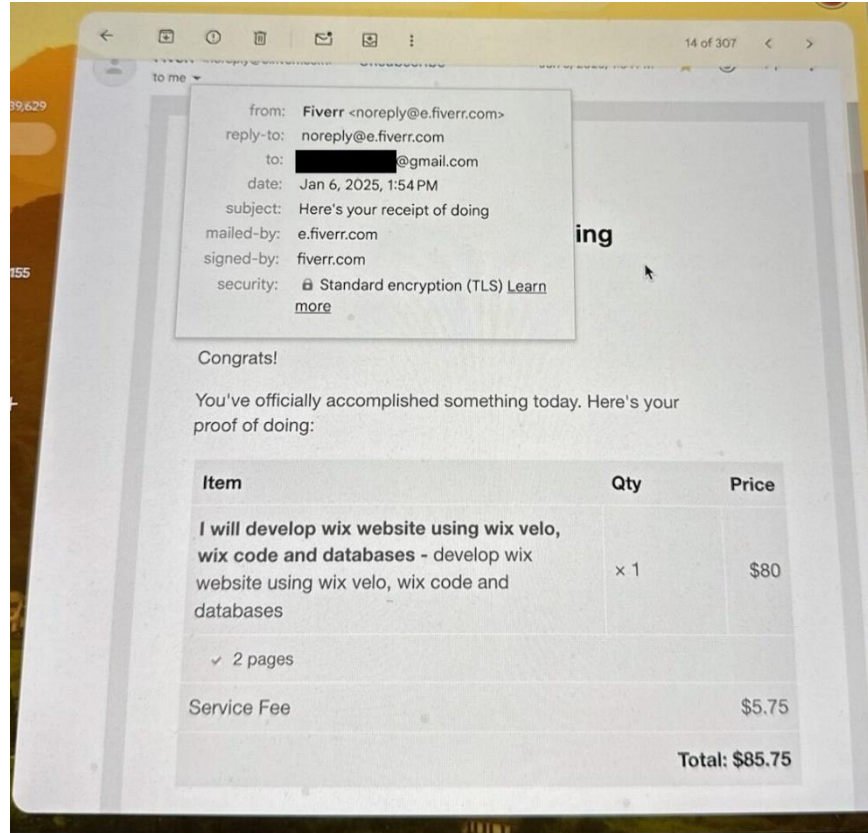 14 of 307
to me
39,629
from: Fiverr <noreply@e.fiverr.com>
reply-to: noreply@e.fiverr.com
to: @gmail.com
date: Jan 6, 2025, 1:54 PM
subject: Here's your receipt of doing
mailed-by: e.fiverr.com
ing
signed-by: fiverr.com
155
security: Standard encryption (TLS) Learn
more
Congrats!
You've officially accomplished something today. Here's your
proof of doing:
Item Qty Price
I will develop wix website using wix velo,
wix code and databases - develop wix
website using wix velo, wix code and
databases
× 1 $80
2 pages
Service Fee $5.75
Total: $85.75